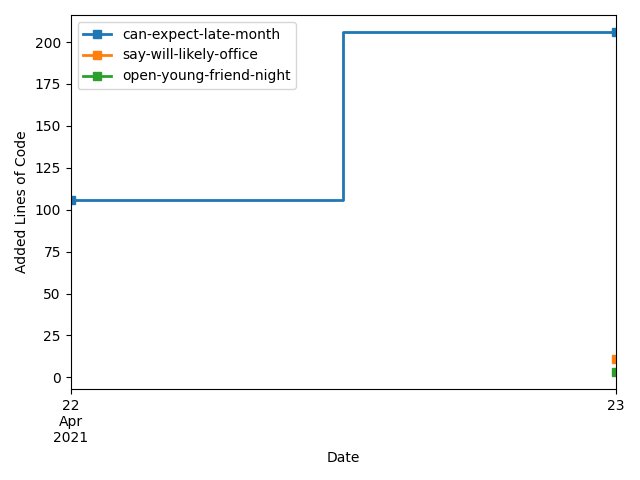 can-expect-late-month
say-will-likely-office
open-young-friend-night
200
175
150
125
100
75
50
25
0
Added Lines of Code
22
Apr
2021
23
Date